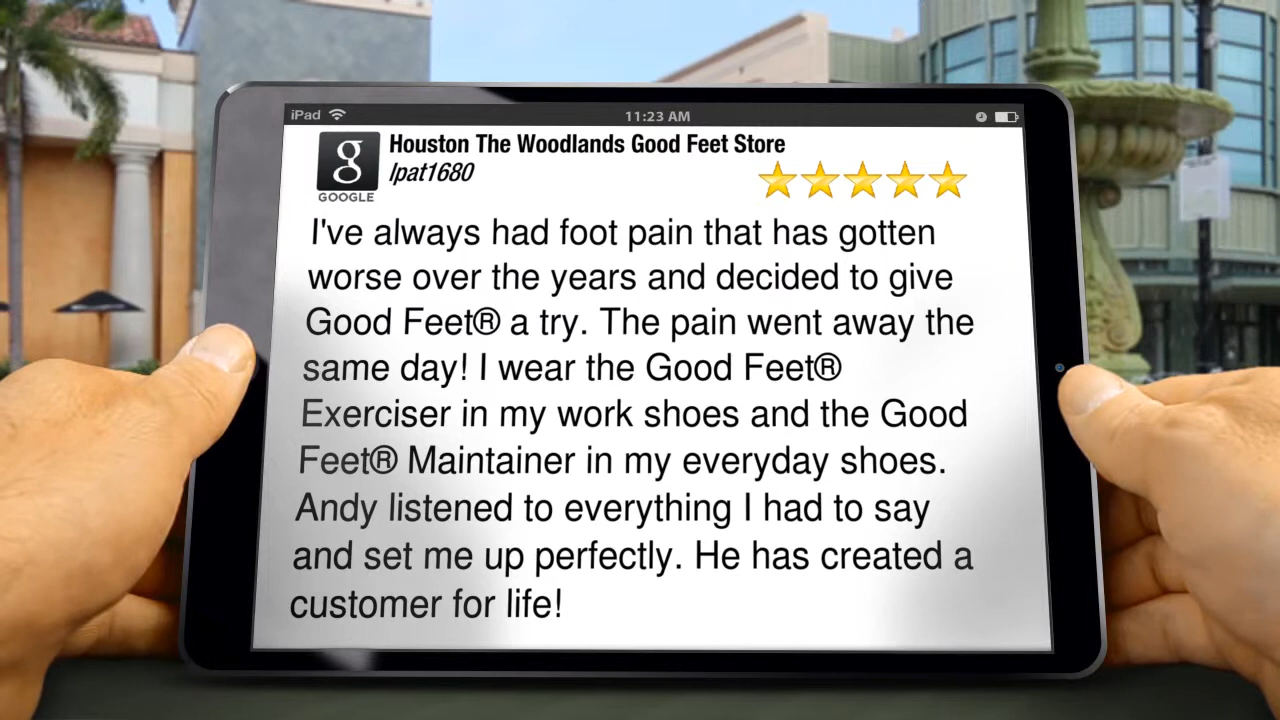 iPad
11:23 AM
g
GOOGLE
Houston The Woodlands Good Feet Store
lpat1680
I've always had foot pain that has gotten
worse over the years and decided to give
Good Feet® a try. The pain went away the
same day! I wear the Good Feet®
Exerciser in my work shoes and the Good
Feet® Maintainer in my everyday shoes.
Andy listened to everything I had to say
and set me up perfectly. He has created a
customer for life!